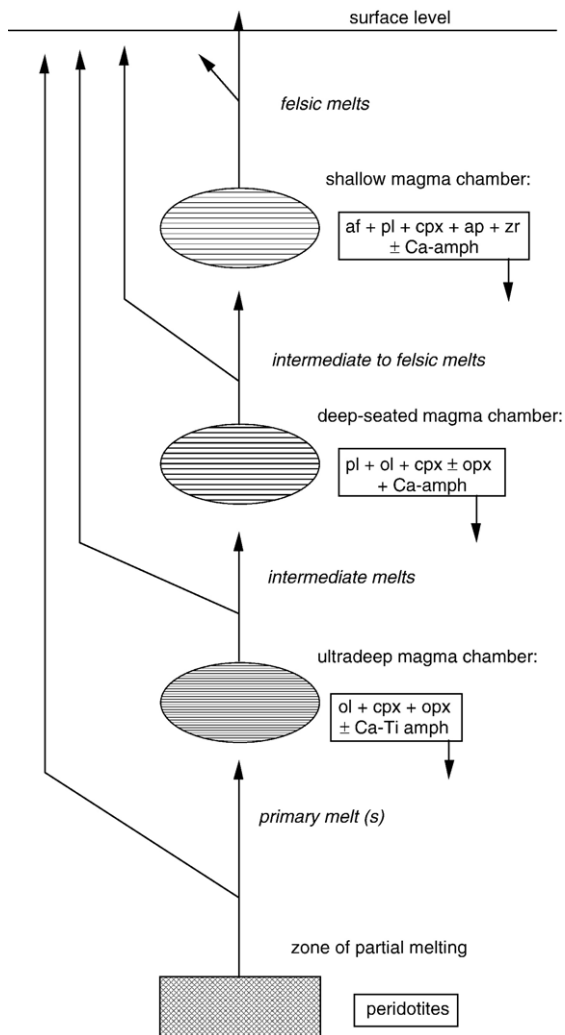 surface level
felsic melts
shallow magma chamber:
af + pl + cpx + ap + zr
± Ca-amph
intermediate to felsic melts
deep-seated magma chamber:
pl + ol + cpx ± opx
+ Ca-amph
intermediate melts
ultradeep magma chamber:
ol + cpx + opx
± Ca-Ti amph
primary melt (s)
zone of partial melting
peridotites